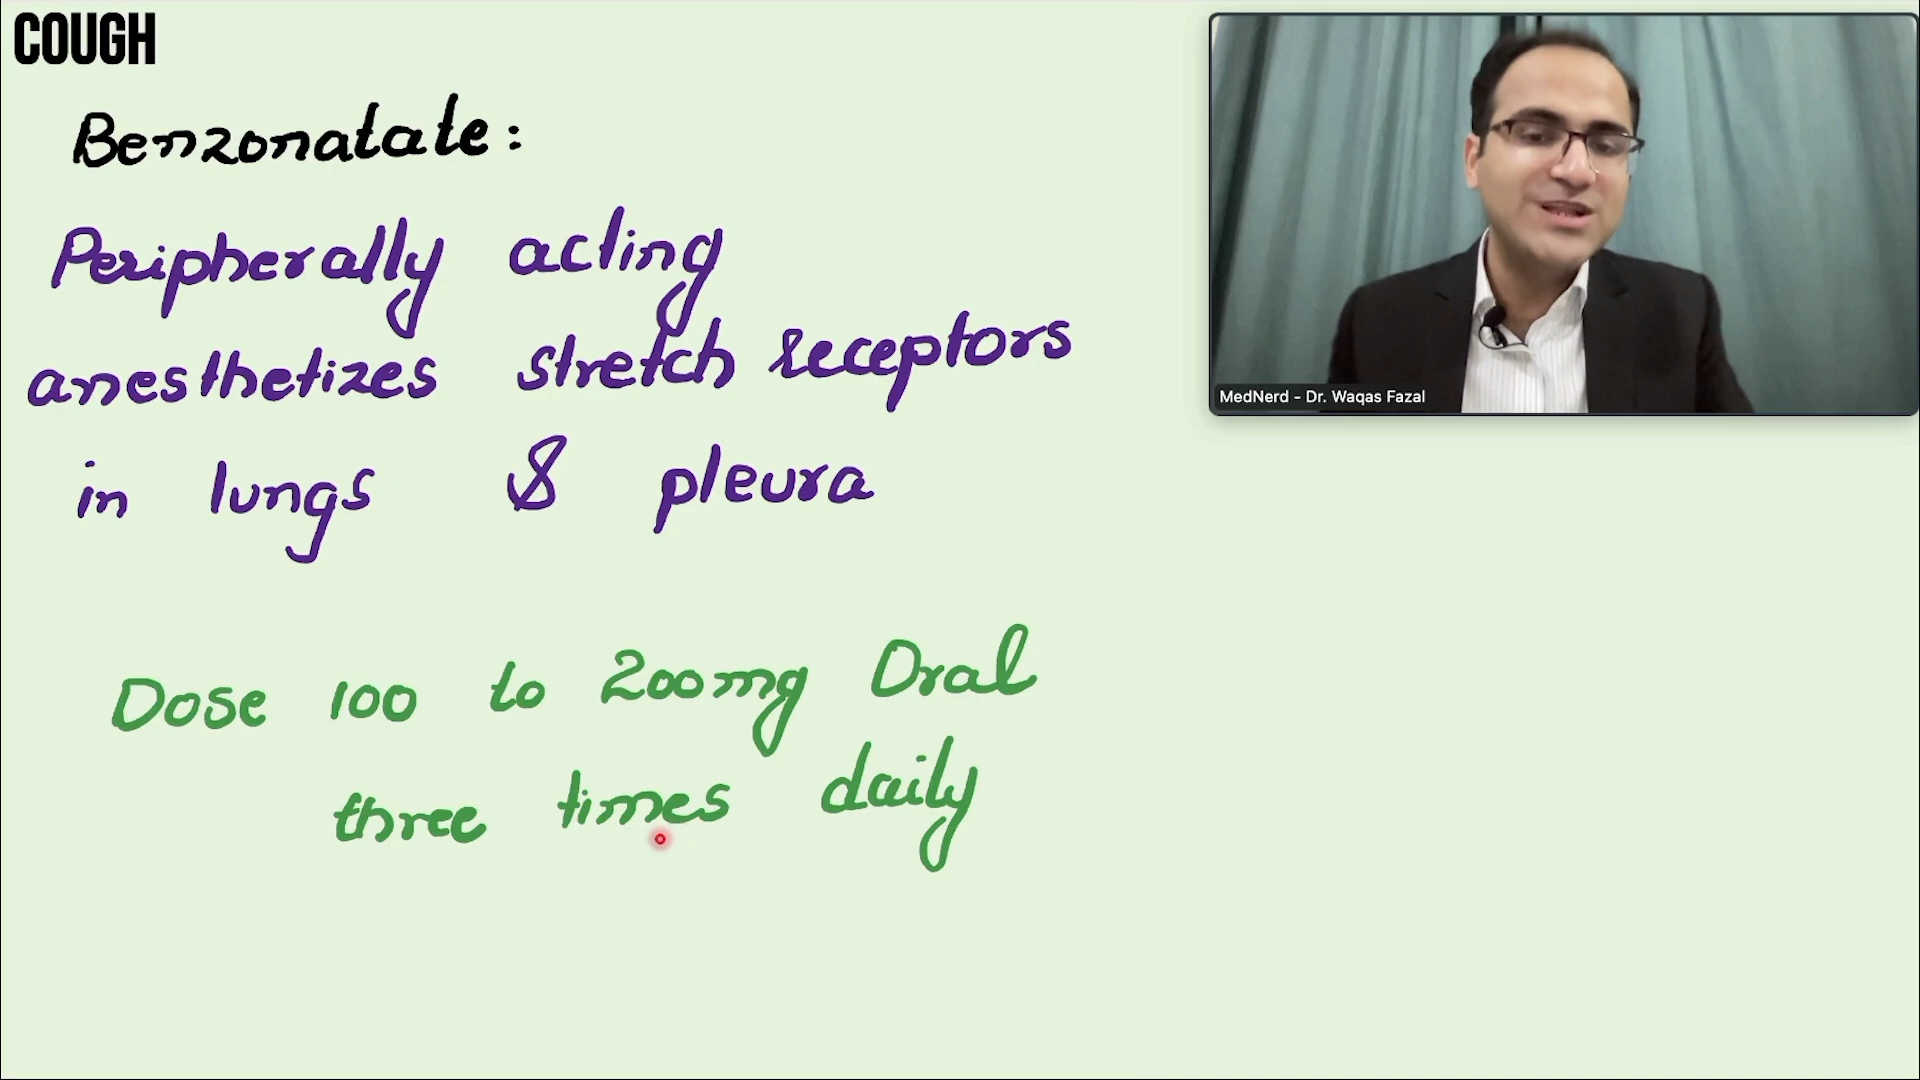 COUGH
Benzonatate:
Peripherally acting
anesthetizes stretch receptors
in lungs & pleura
Dose 100 to 200mg Oral
three times daily
MedNerd - Dr. Waqas Fazal